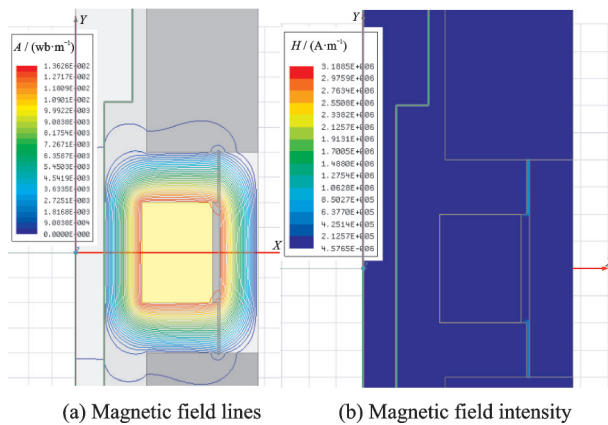 Y
A / (wb·m⁻¹)
1.3626E-002
1.2717E-002
1.1809E-002
1.0901E-002
9.9922E-003
9.0838E-003
8.1754E-003
7.2671E-003
6.3587E-003
5.4503E-003
4.5419E-003
3.6335E-003
2.7251E-003
1.8168E-003
9.0838E-004
0.0000E+000
X
(a) Magnetic field lines
Y
H / (A·m⁻¹)
3.1885E+006
2.9759E+006
2.7634E+006
2.5508E+006
2.3382E+006
2.1257E+006
1.9131E+006
1.7005E+006
1.4880E+006
1.2754E+006
1.0628E+006
8.5027E+005
6.3770E+005
4.2514E+005
2.1257E+005
4.5765E+006
(b) Magnetic field intensity